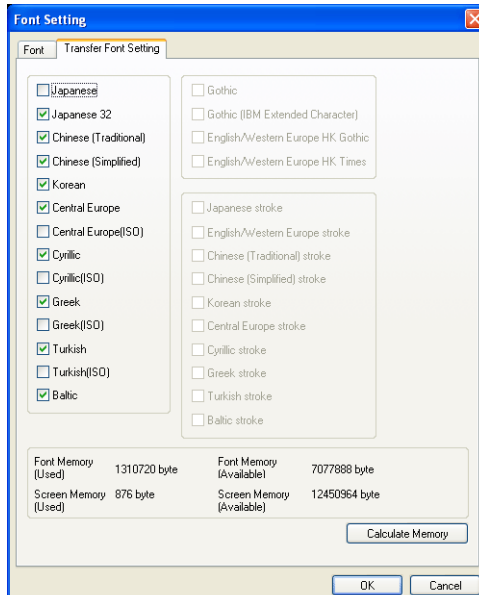 Font Setting
Font
Transfer Font Setting
Japanese
Japanese 32
Chinese (Traditional)
Chinese (Simplified)
Korean
Central Europe
Central Europe(ISO)
Cyrillic
Cyrillic(ISO)
Greek
Greek(ISO)
Turkish
Turkish(ISO)
Baltic
Gothic
Gothic (IBM Extended Character)
English/Western Europe HK Gothic
English/Western Europe HK Times
Japanese stroke
English/Western Europe stroke
Chinese (Traditional) stroke
Chinese (Simplified) stroke
Korean stroke
Central Europe stroke
Cyrillic stroke
Greek stroke
Turkish stroke
Baltic stroke
Font Memory
(Used)
1310720 byte
Font Memory
(Available)
7077888 byte
Screen Memory
(Used)
876 byte
Screen Memory
(Available)
12450964 byte
Calculate Memory
OK
Cancel